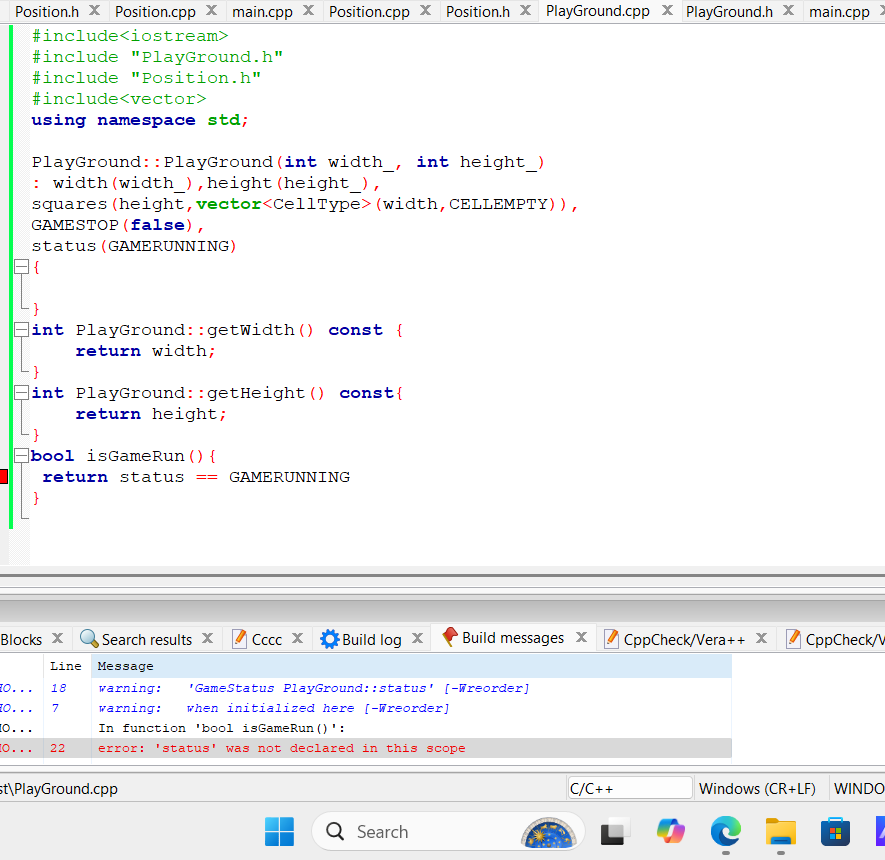 Position.h X Position.cpp X main.cpp X Position.cpp X Position.h X PlayGround.cpp X PlayGround.h X main.cpp X
#include<iostream>
#include "PlayGround.h"
#include "Position.h"
#include<vector>
using namespace std;
PlayGround::PlayGround(int width_, int height_)
: width(width_),height(height_),
squares(height,vector<CellType>(width,CELLEMPTY)),
GAMESTOP(false),
status(GAMERUNNING)
{
}
int PlayGround::getWidth() const {
return width;
}
int PlayGround::getHeight() const{
return height;
}
bool isGameRun(){
return status == GAMERUNNING
}
Blocks X Search results X Cccc X Build log X Build messages X CppCheck/Vera++ X CppCheck/V
Line Message
HO... 18 warning: 'GameStatus PlayGround::status' [-Wreorder]
HO... 7 warning: when initialized here [-Wreorder]
HO... In function 'bool isGameRun()':
HO... 22 error: 'status' was not declared in this scope
st\PlayGround.cpp C/C++ Windows (CR+LF) WINDO
Search